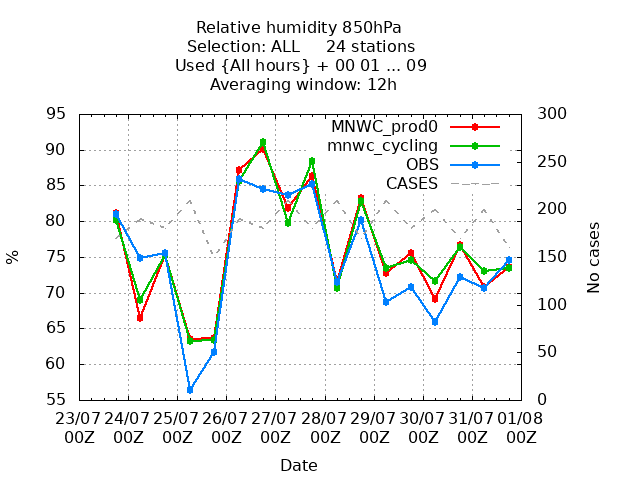 Relative humidity 850hPa
Selection: ALL     24 stations
Used {All hours} + 00 01 ... 09
Averaging window: 12h
MNWC_prod0
mnwc_cycling
OBS
CASES
95
90
85
80
75
70
65
60
55
300
250
200
150
100
50
0
%
No cases
23/07 24/07 25/07 26/07 27/07 28/07 29/07 30/07 31/07 01/08
00Z 00Z 00Z 00Z 00Z 00Z 00Z 00Z 00Z 00Z
Date